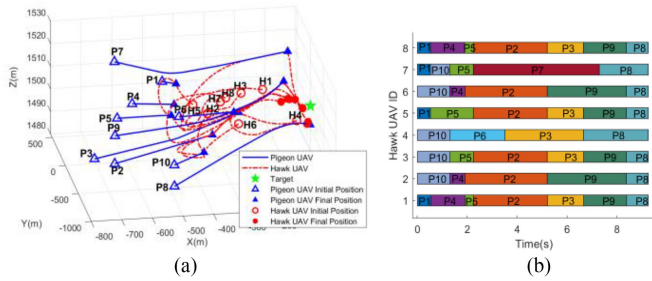 1530
1520
1510
1500
1490
1480
500
0
-500
-1000
Z(m)
Y(m)
X(m)
-800
-700
-600
-500
-400
-300
P7
P1
P4
P5
P9
P3
P2
P10
P8
P6
H5
H7
H2
H8
H3
H1
H6
H4
Pigeon UAV
Hawk UAV
Target
Pigeon UAV Initial Position
Pigeon UAV Final Position
Hawk UAV Initial Position
Hawk UAV Final Position
(a)
Hawk UAV ID
8 P1 P4 P5 P2 P3 P9 P8
7 P10 P5 P7 P8
6 P10 P4 P2 P9 P8
5 P1 P5 P2 P3 P9 P8
4 P10 P6 P3 P8
3 P10 P5 P2 P3 P9 P8
2 P10 P4 P2 P9 P8
1 P1 P4 P5 P2 P3 P9 P8
0 2 4 6 8
Time(s)
(b)